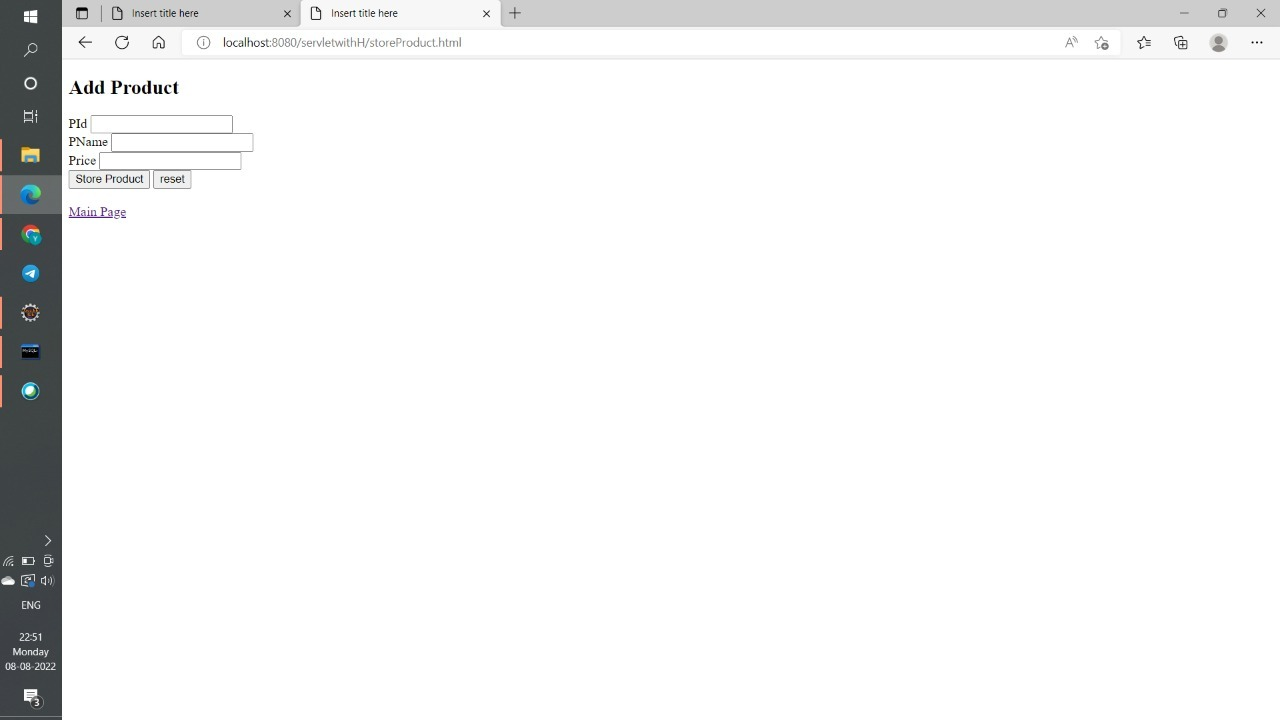 Insert title here
Insert title here
localhost:8080/servletwithH/storeProduct.html
Add Product
PId
PName
Price
Store Product reset
Main Page
ENG
22:51
Monday
08-08-2022
3